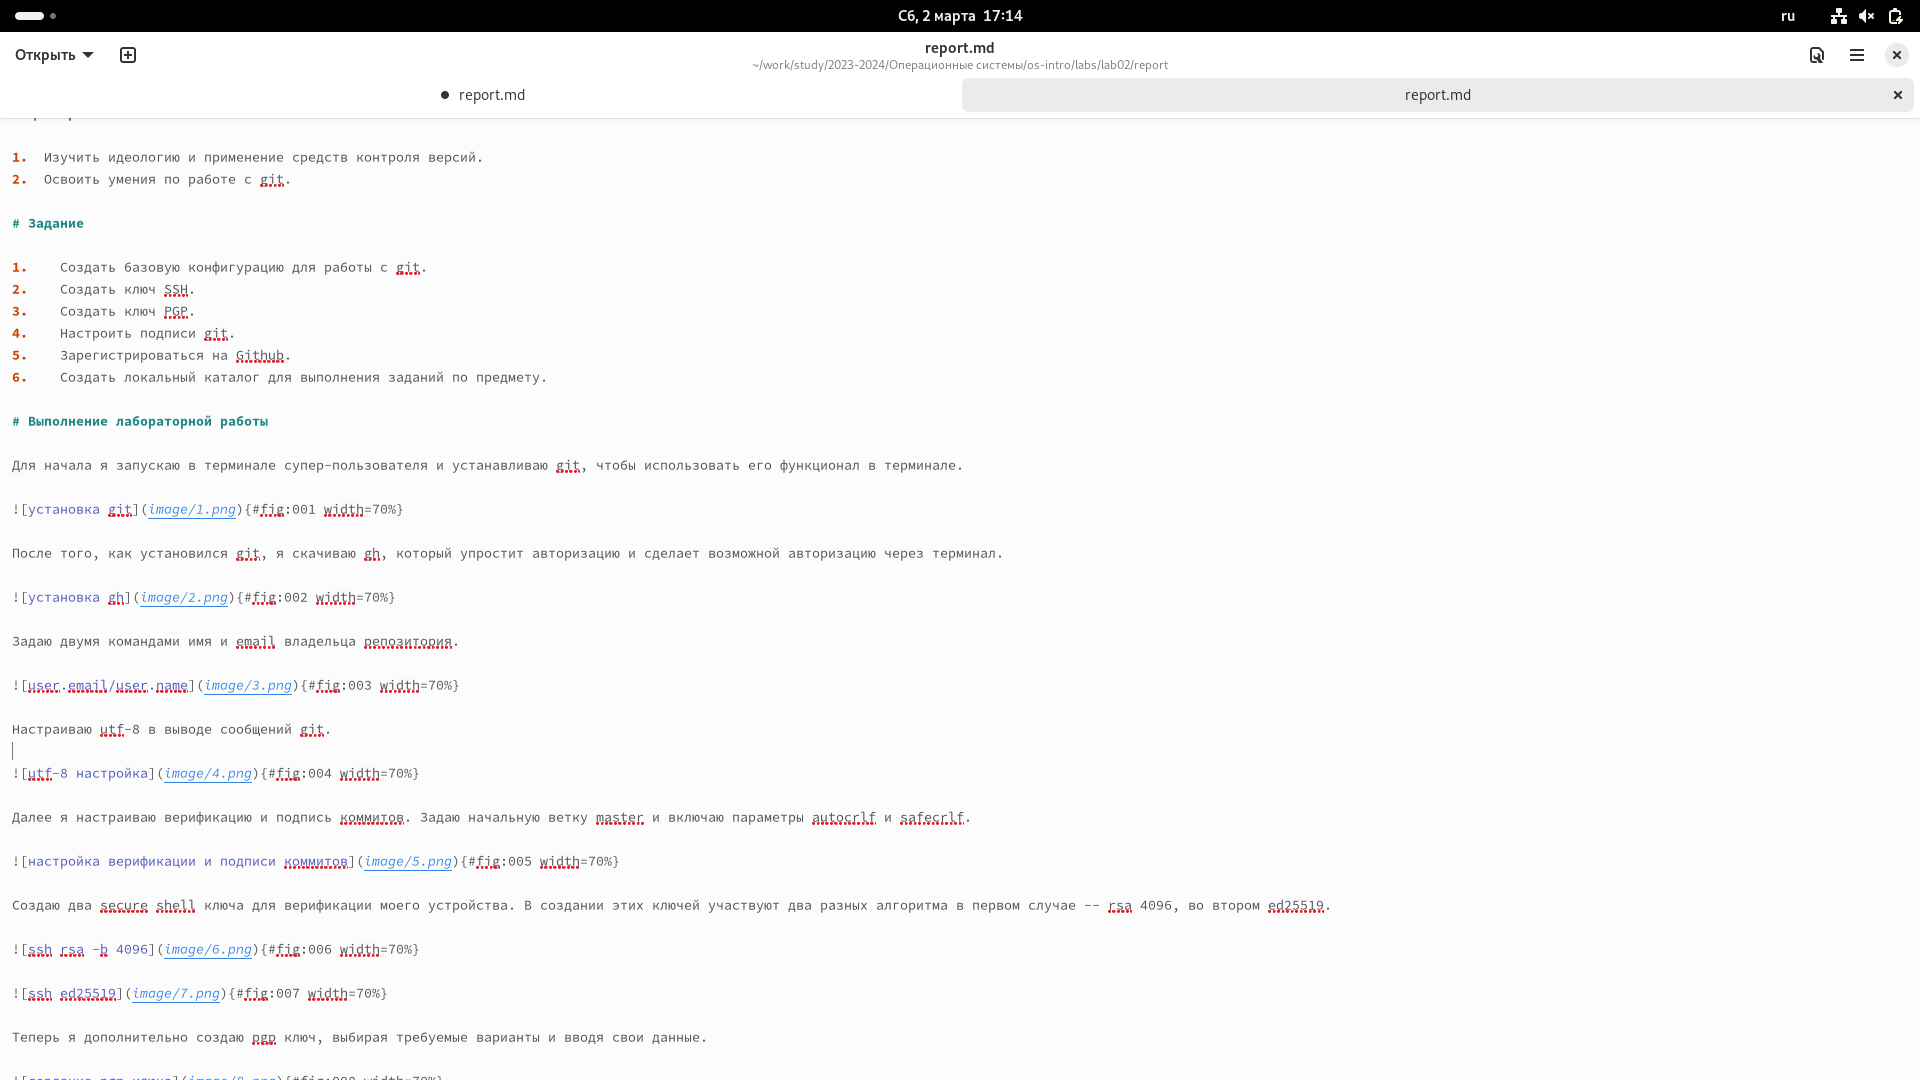 Сб, 2 марта 17:14
ru
Открыть
report.md
~/work/study/2023-2024/Операционные системы/os-intro/labs/lab02/report
report.md
report.md
1. Изучить идеологию и применение средств контроля версий.
2. Освоить умения по работе с git.
# Задание
1. Создать базовую конфигурацию для работы с git.
2. Создать ключ SSH.
3. Создать ключ PGP.
4. Настроить подписи git.
5. Зарегистрироваться на Github.
6. Создать локальный каталог для выполнения заданий по предмету.
# Выполнение лабораторной работы
Для начала я запускаю в терминале супер-пользователя и устанавливаю git, чтобы использовать его функционал в терминале.
![установка git](image/1.png){#fig:001 width=70%}
После того, как установился git, я скачиваю gh, который упростит авторизацию и сделает возможной авторизацию через терминал.
![установка gh](image/2.png){#fig:002 width=70%}
Задаю двумя командами имя и email владельца репозитория.
![user.email/user.name](image/3.png){#fig:003 width=70%}
Настраиваю utf-8 в выводе сообщений git.
![utf-8 настройка](image/4.png){#fig:004 width=70%}
Далее я настраиваю верификацию и подпись коммитов. Задаю начальную ветку master и включаю параметры autocrlf и safecrlf.
![настройка верификации и подписи коммитов](image/5.png){#fig:005 width=70%}
Создаю два secure shell ключа для верификации моего устройства. В создании этих ключей участвуют два разных алгоритма в первом случае -- rsa 4096, во втором ed25519.
![ssh rsa -b 4096](image/6.png){#fig:006 width=70%}
![ssh ed25519](image/7.png){#fig:007 width=70%}
Теперь я дополнительно создаю pgp ключ, выбирая требуемые варианты и вводя свои данные.
![создание pgp ключа](image/8.png){#fig:008 width=70%}